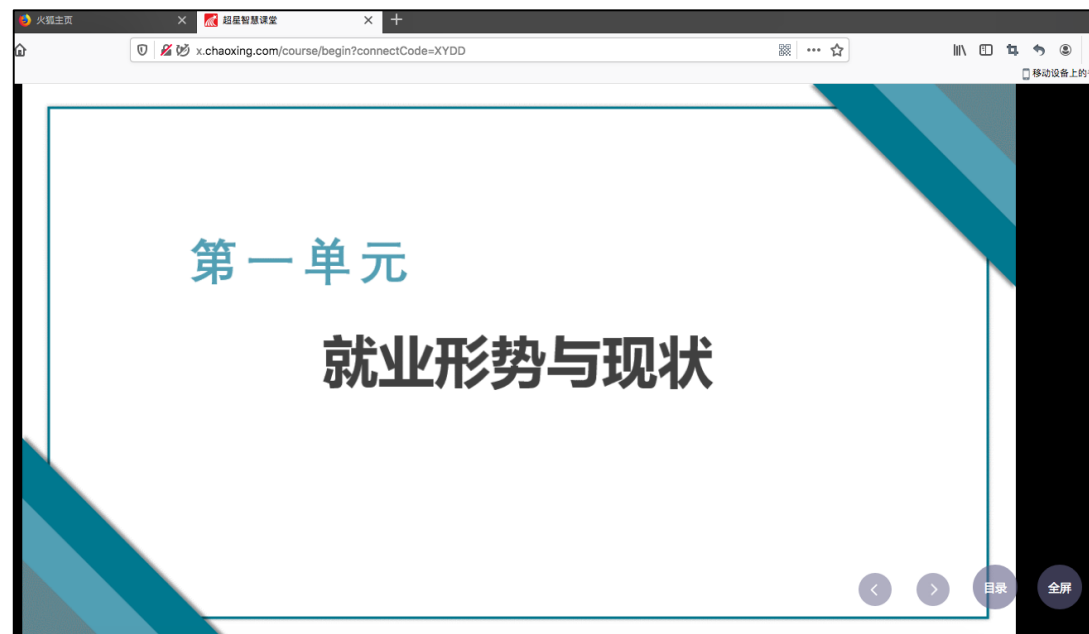 火狐主页
超星智慧课堂
x.chaoxing.com/course/begin?connectCode=XYDD
移动设备上的
第一单元
就业形势与现状
目录
全屏